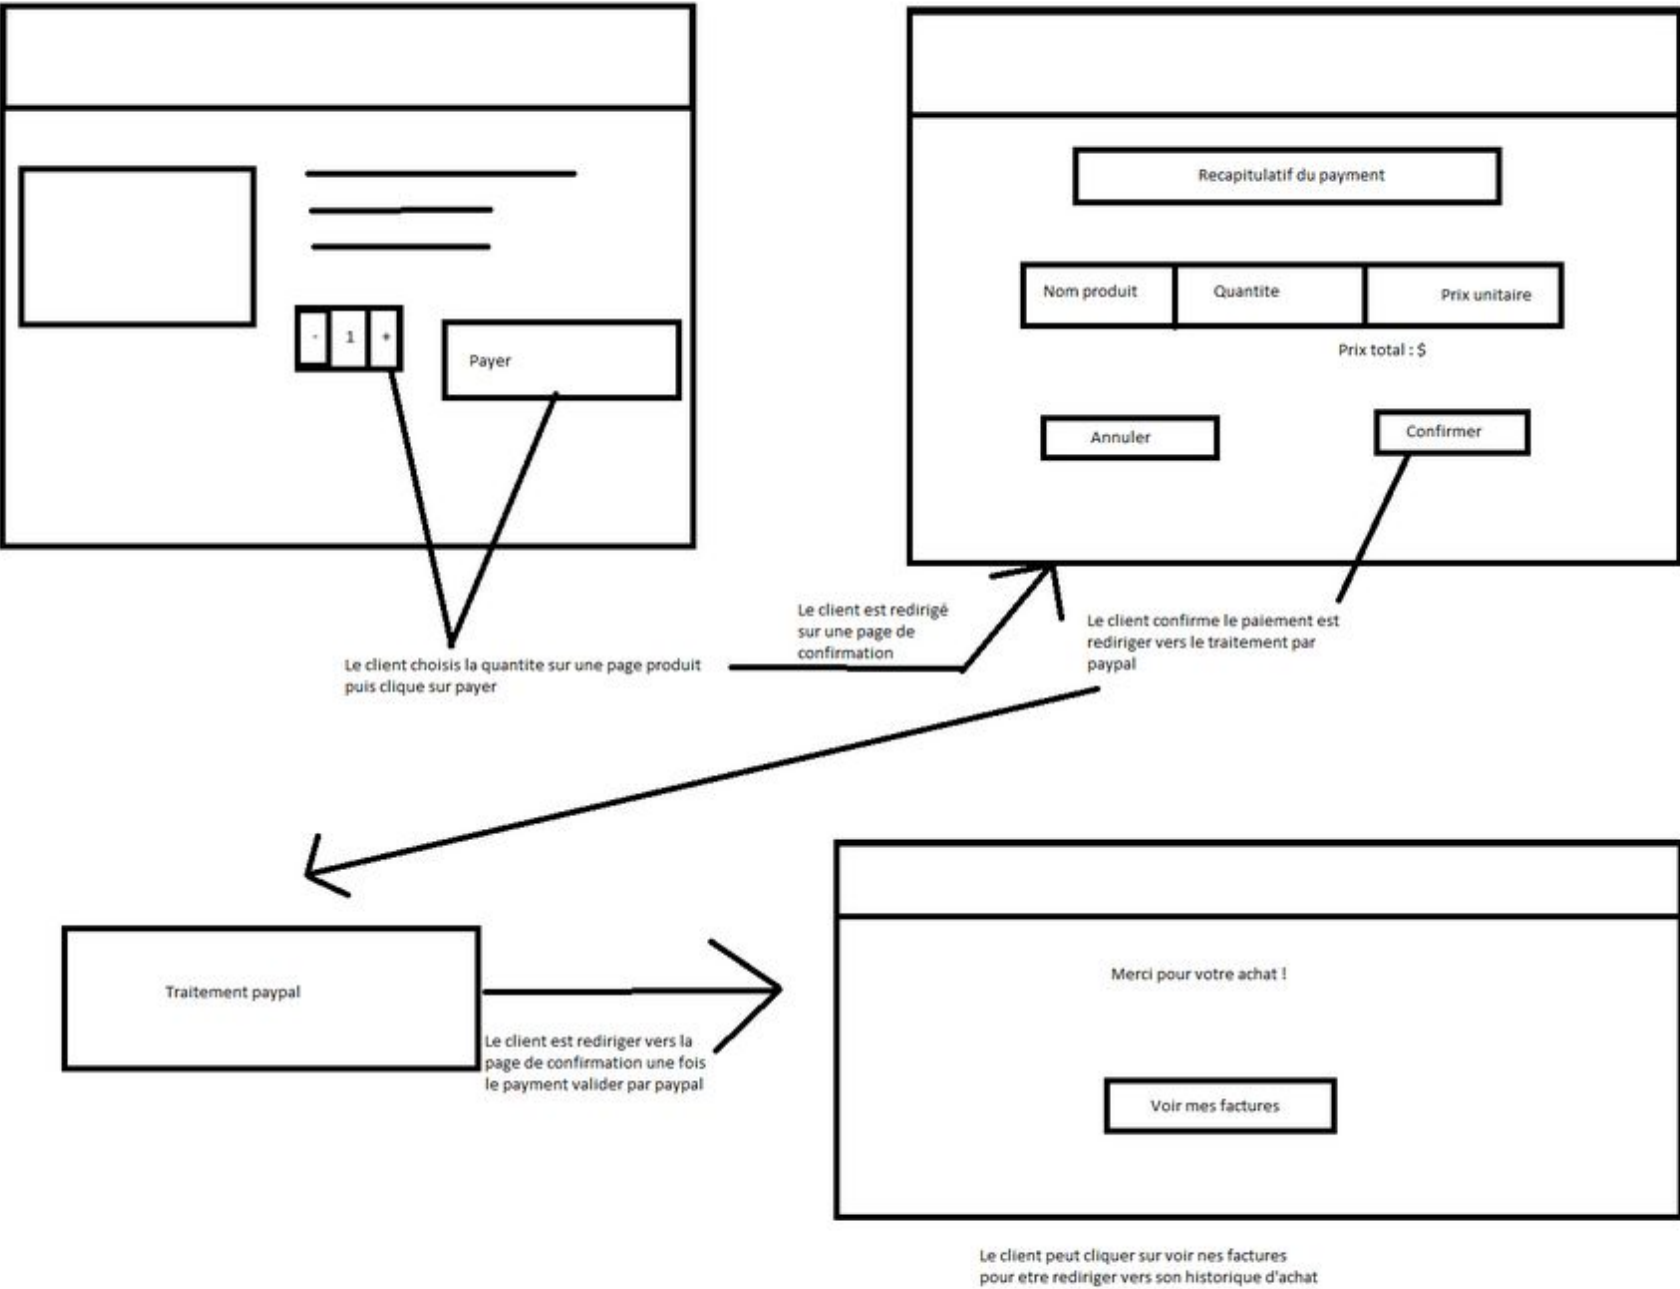 - 1 +
Payer
Le client choisis la quantite sur une page produit
puis clique sur payer
Le client est redirigé
sur une page de
confirmation
Recapitulatif du payment
Nom produit Quantite Prix unitaire
Prix total : $
Annuler Confirmer
Le client confirme le paiement est
rediriger vers le traitement par
paypal
Traitement paypal
Le client est rediriger vers la
page de confirmation une fois
le payment valider par paypal
Merci pour votre achat !
Voir mes factures
Le client peut cliquer sur voir nes factures
pour etre rediriger vers son historique d'achat